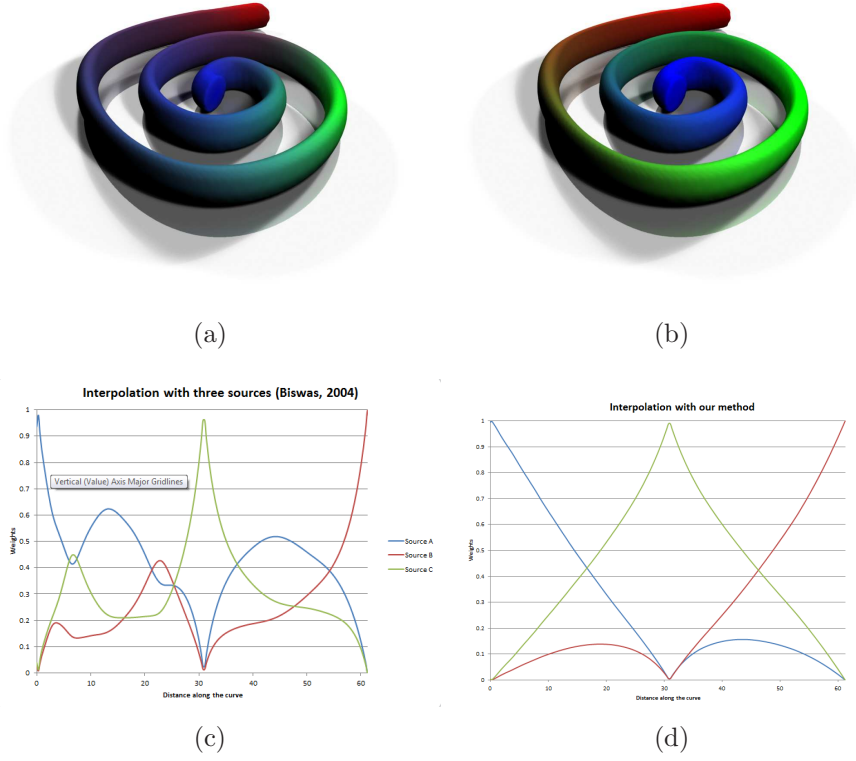 (a)
(b)
Interpolation with three sources (Biswas, 2004)
1
0.9
0.8
0.7
0.6
0.5
0.4
0.3
0.2
0.1
0
Weights
Vertical (Value) Axis Major Gridlines
0 10 20 30 40 50 60
Distance along the curve
Source A
Source B
Source C
(c)
Interpolation with our method
1
0.9
0.8
0.7
0.6
0.5
0.4
0.3
0.2
0.1
0
Weights
0 10 20 30 40 50 60
Distance along the curve
(d)